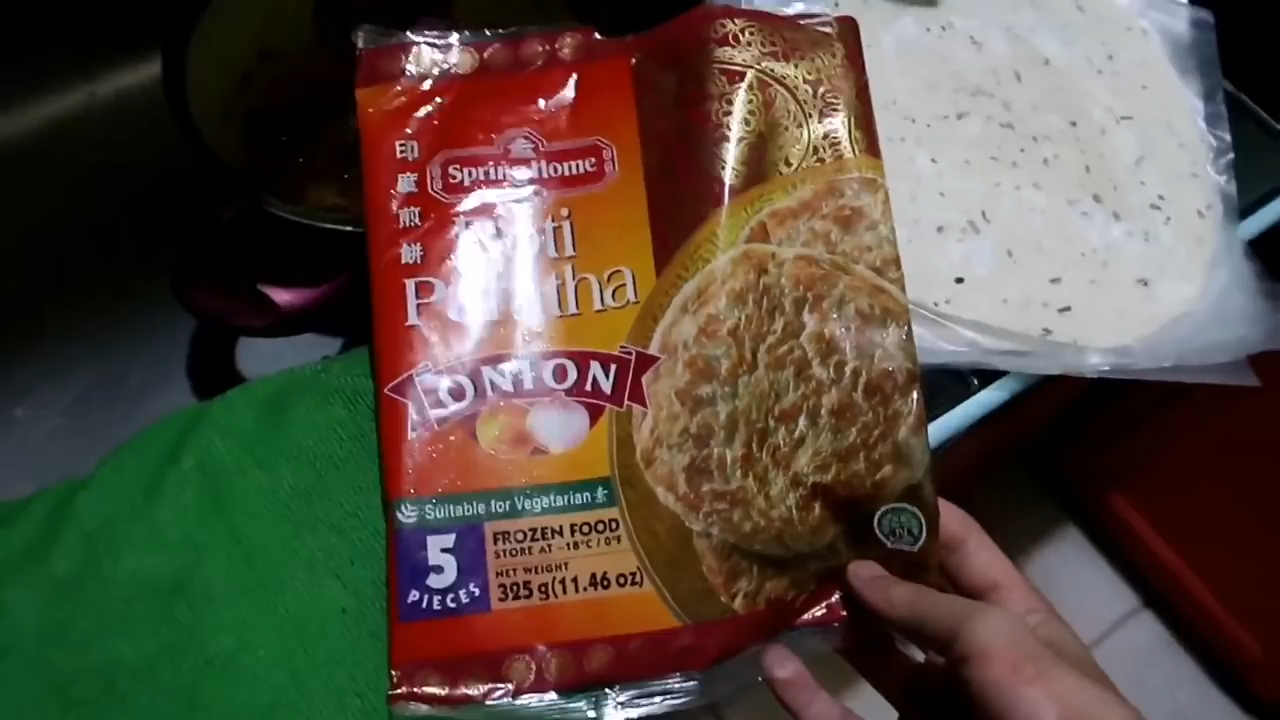 印度煎餅
Spring Home
Roti
Paratha
ONION
Suitable for Vegetarian
5
PIECES
FROZEN FOOD
STORE AT -18°C / 0°F
NET WEIGHT
325 g (11.46 oz)